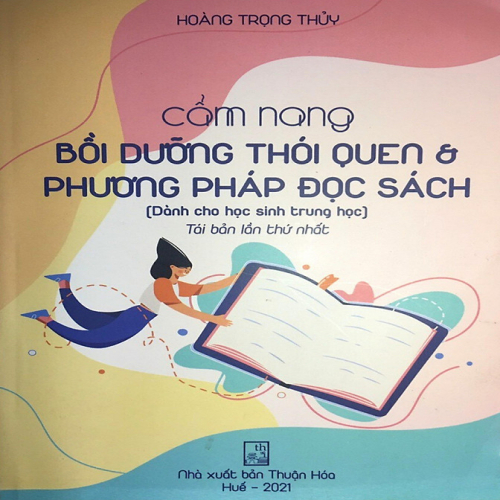 HOÀNG TRỌNG THỦY
cẩm nang
BỒI DƯỠNG THÓI QUEN &
PHƯƠNG PHÁP ĐỌC SÁCH
(Dành cho học sinh trung học)
Tái bản lần thứ nhất
th
Nhà xuất bản Thuận Hóa
Huế - 2021